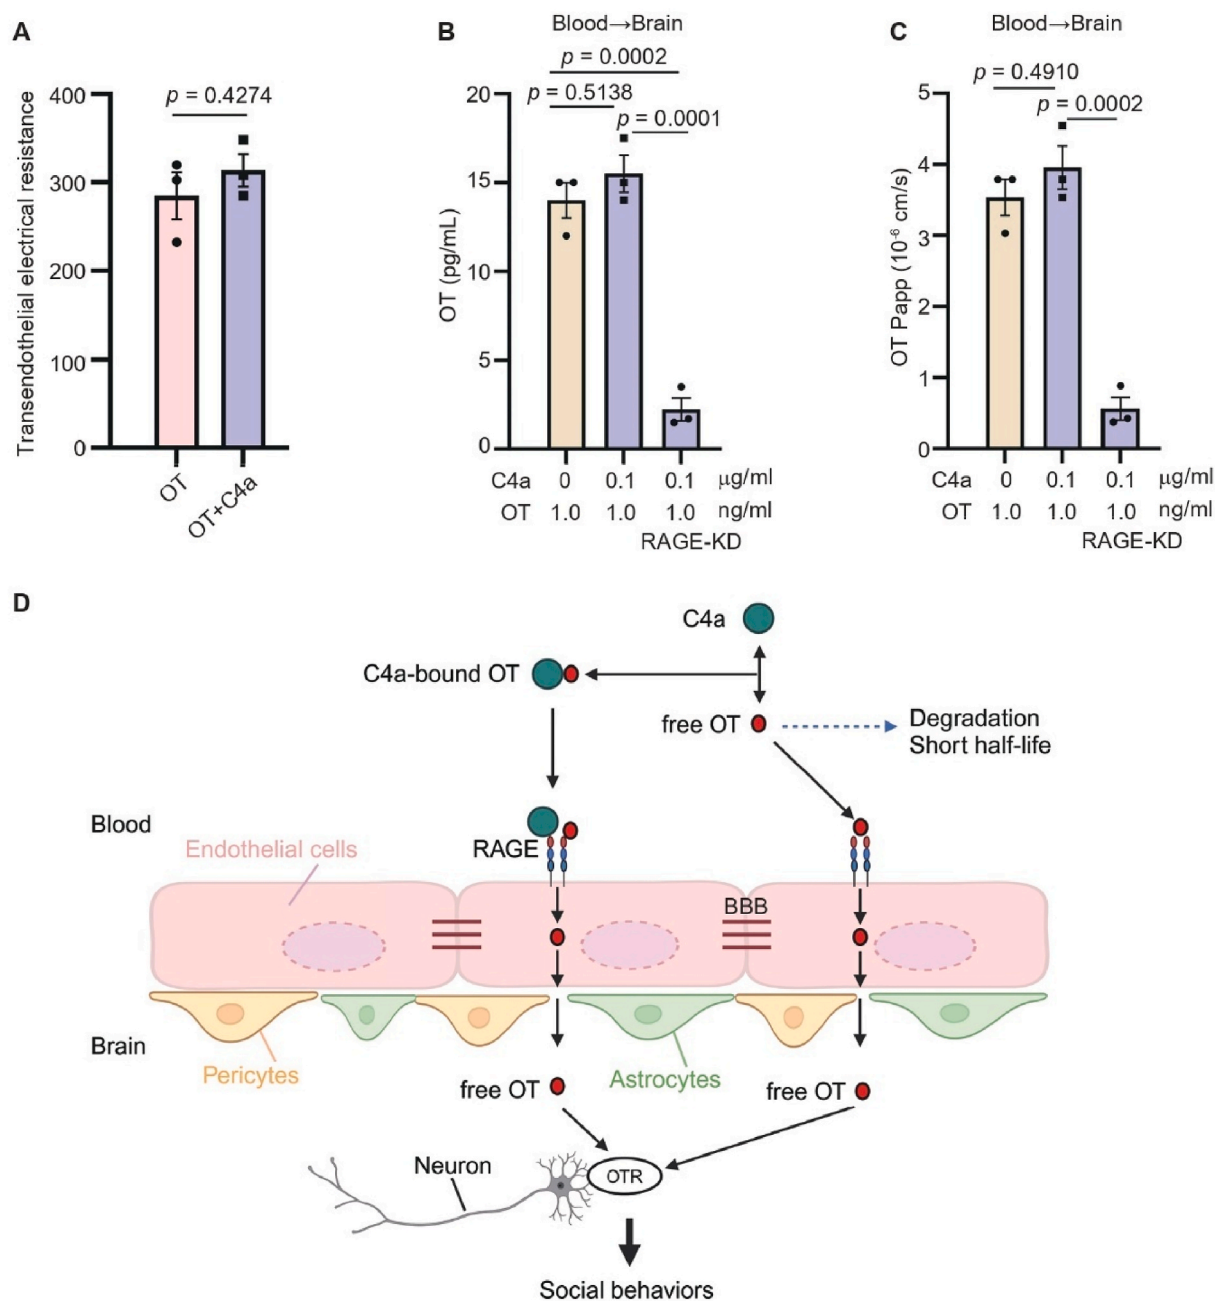 A
Transendothelial electrical resistance
p = 0.4274
400
300
200
100
0
OT
OT+C4a
B
Blood→Brain
p = 0.0002
p = 0.5138
p = 0.0001
OT (pg/mL)
20
15
10
5
0
C4a 0 0.1 0.1 μg/ml
OT 1.0 1.0 1.0 ng/ml
RAGE-KD
C
Blood→Brain
p = 0.4910
p = 0.0002
OT Papp (10⁻⁶ cm/s)
5
4
3
2
1
0
C4a 0 0.1 0.1 μg/ml
OT 1.0 1.0 1.0 ng/ml
RAGE-KD
D
C4a
C4a-bound OT
free OT
Degradation
Short half-life
Blood
RAGE
Endothelial cells
BBB
Brain
Pericytes
Astrocytes
free OT
free OT
Neuron
OTR
Social behaviors